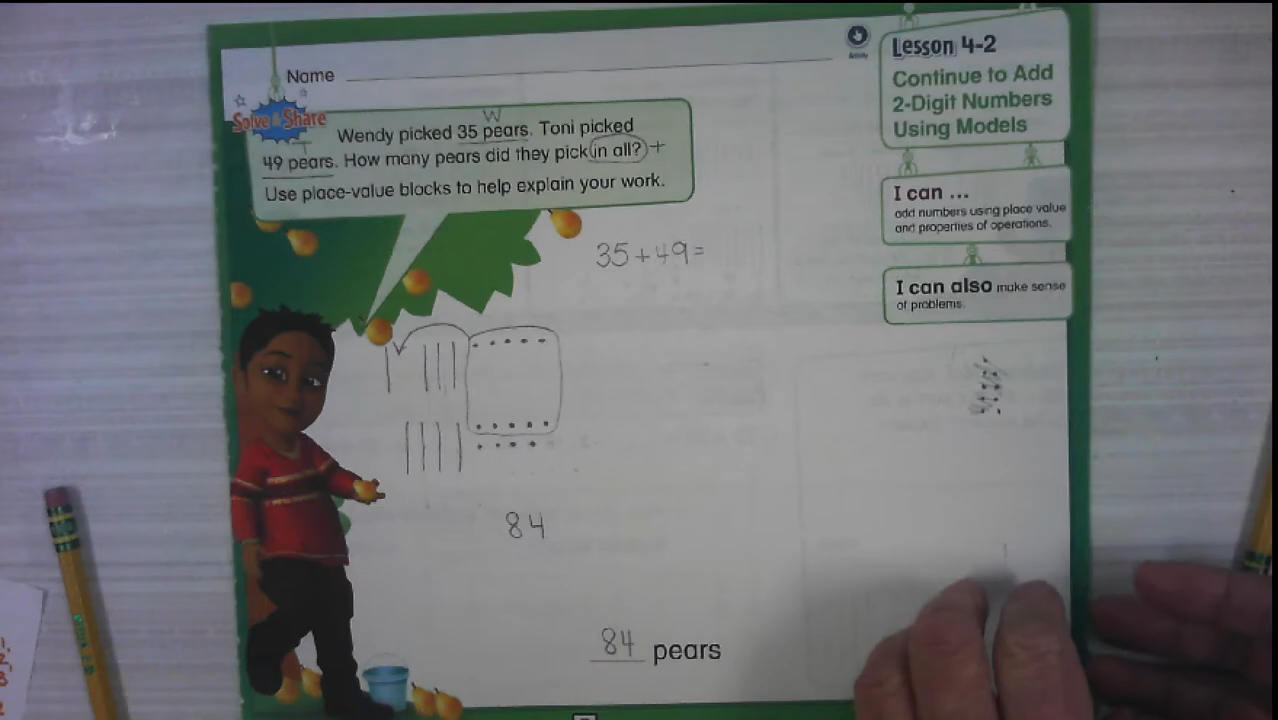 Name
Solve & Share
W
Wendy picked 35 pears. Toni picked
T
49 pears. How many pears did they pick in all? +
Use place-value blocks to help explain your work.
Activity
Lesson 4-2
Continue to Add
2-Digit Numbers
Using Models
I can ...
add numbers using place value
and properties of operations.
I can also make sense
of problems.
35+49=
84
84 pears